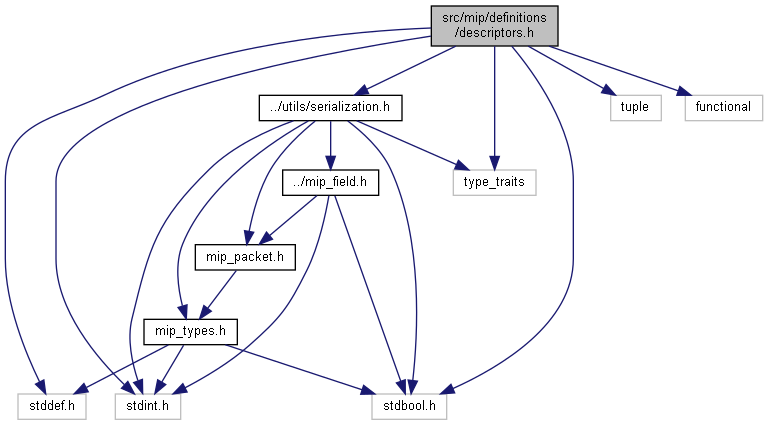 src/mip/definitions
/descriptors.h
../utils/serialization.h
tuple
functional
../mip_field.h
type_traits
mip_packet.h
mip_types.h
stddef.h
stdint.h
stdbool.h